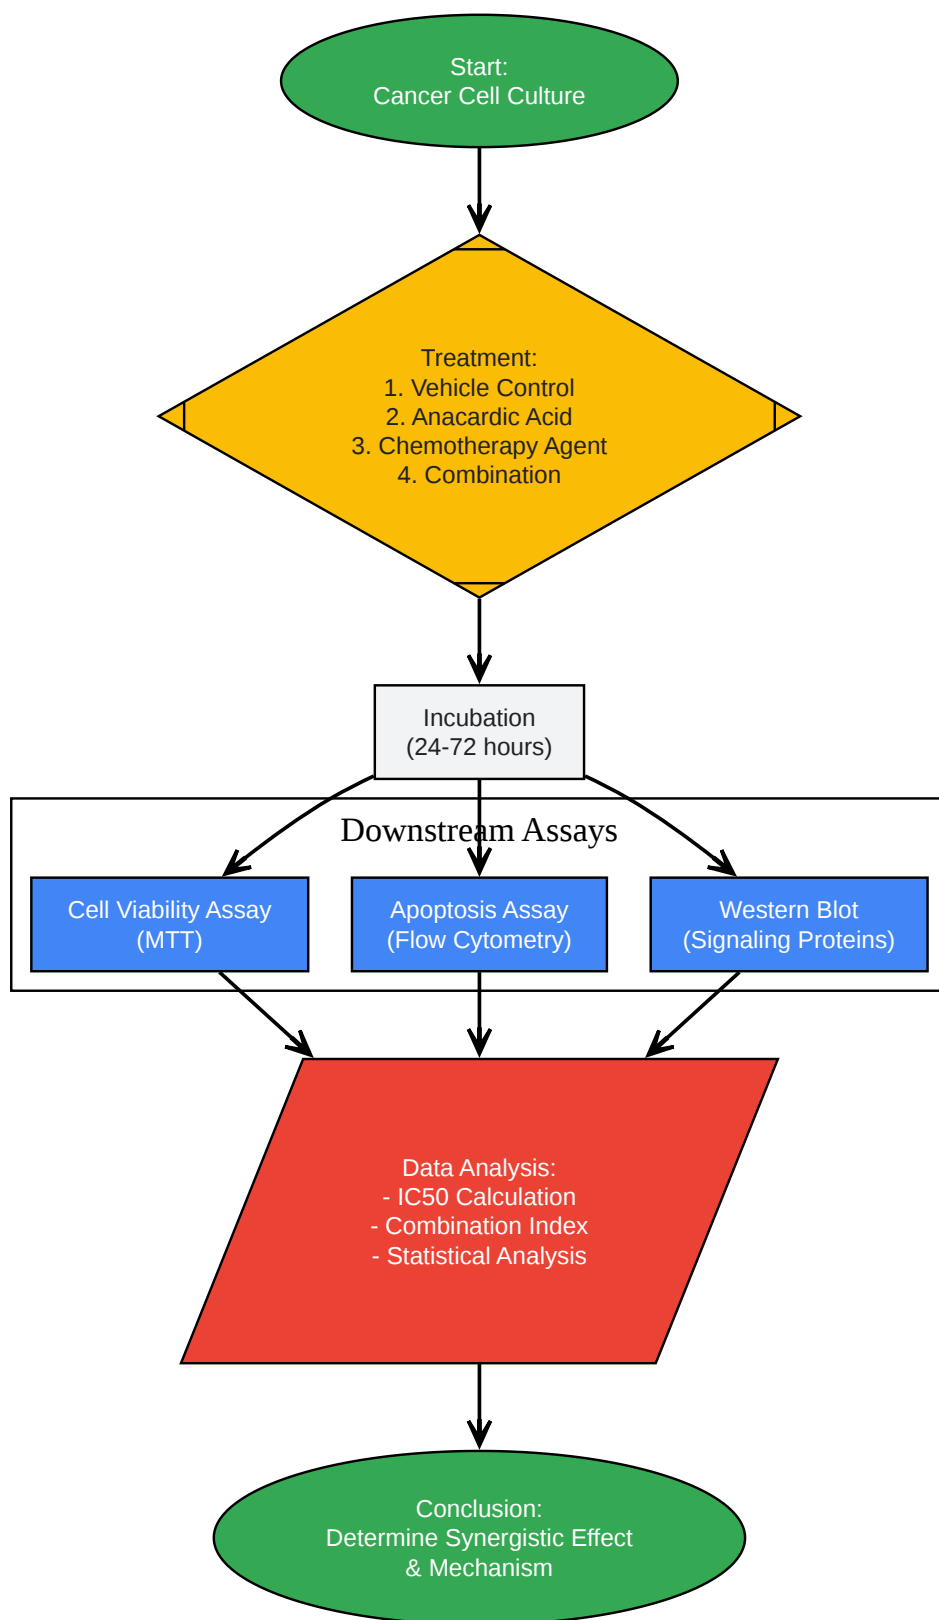 Start:
Cancer Cell Culture
Treatment:
1. Vehicle Control
2. Anacardic Acid
3. Chemotherapy Agent
4. Combination
Incubation
(24-72 hours)
Downstream Assays
Cell Viability Assay
(MTT)
Apoptosis Assay
(Flow Cytometry)
Western Blot
(Signaling Proteins)
Data Analysis:
- IC50 Calculation
- Combination Index
- Statistical Analysis
Conclusion:
Determine Synergistic Effect
& Mechanism